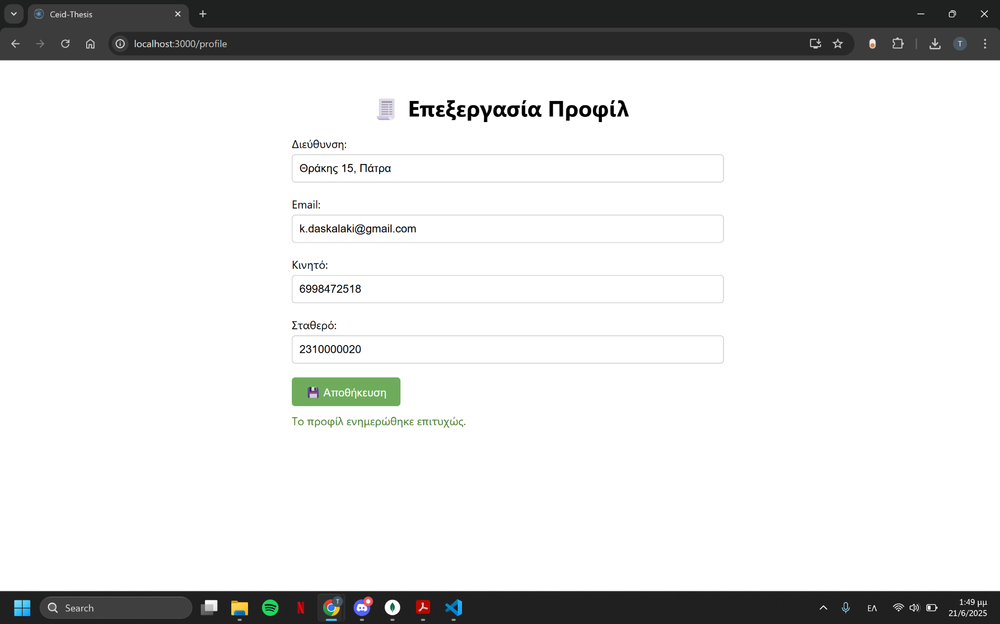 Ceid-Thesis
localhost:3000/profile
T
Επεξεργασία Προφίλ
Διεύθυνση:
Θράκης 15, Πάτρα
Email:
k.daskalaki@gmail.com
Κινητό:
6998472518
Σταθερό:
2310000020
Αποθήκευση
Το προφίλ ενημερώθηκε επιτυχώς.
Search
T
ΕΛ
1:49 μμ
21/6/2025